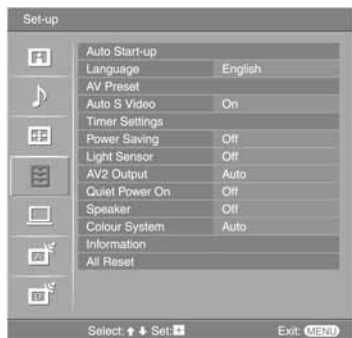 Set-up
Auto Start-up
Language English
AV Preset
Auto S Video On
Timer Settings
Power Saving Off
Light Sensor Off
AV2 Output Auto
Quiet Power On Off
Speaker Off
Colour System Auto
Information
All Reset
Select: Set: Exit: MENU